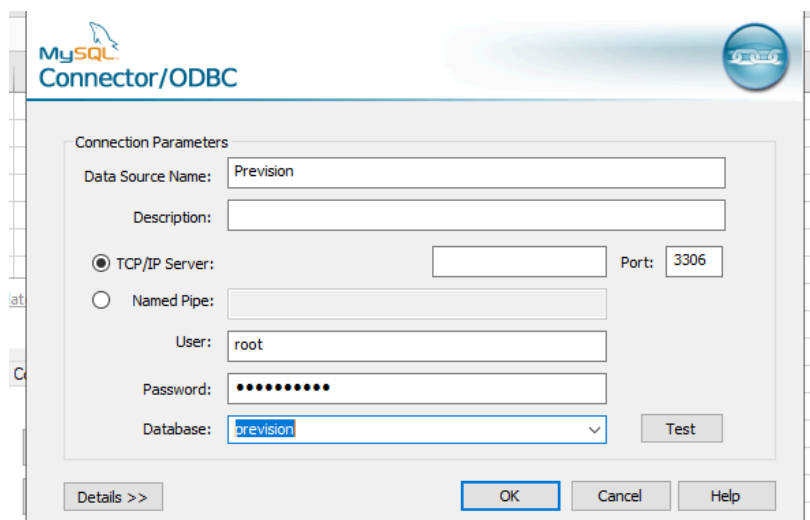 MySQL
Connector/ODBC
Connection Parameters
Data Source Name: Prevision
Description:
TCP/IP Server: Port: 3306
Named Pipe:
User: root
Password: ••••••••••
Database: prevision Test
Details >> OK Cancel Help